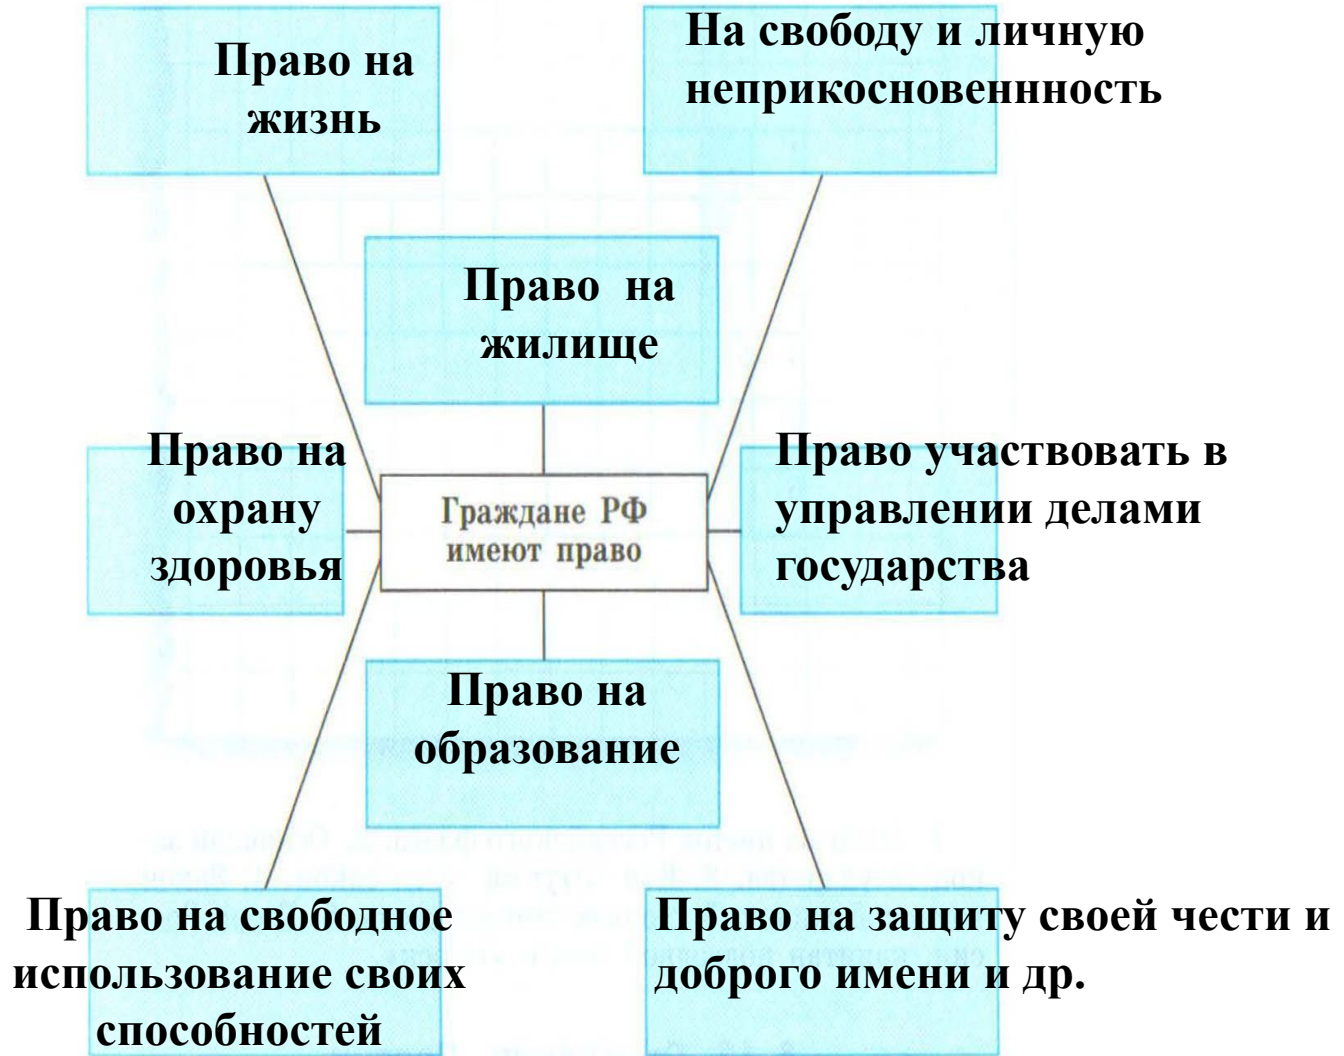 Право на
жизнь
На свободу и личную
неприкосновеннность
Право на
жилище
Право на
охрану
здоровья
Граждане РФ
имеют право
Право участвовать в
управлении делами
государства
Право на
образование
Право на свободное
использование своих
способностей
Право на защиту своей чести и
доброго имени и др.